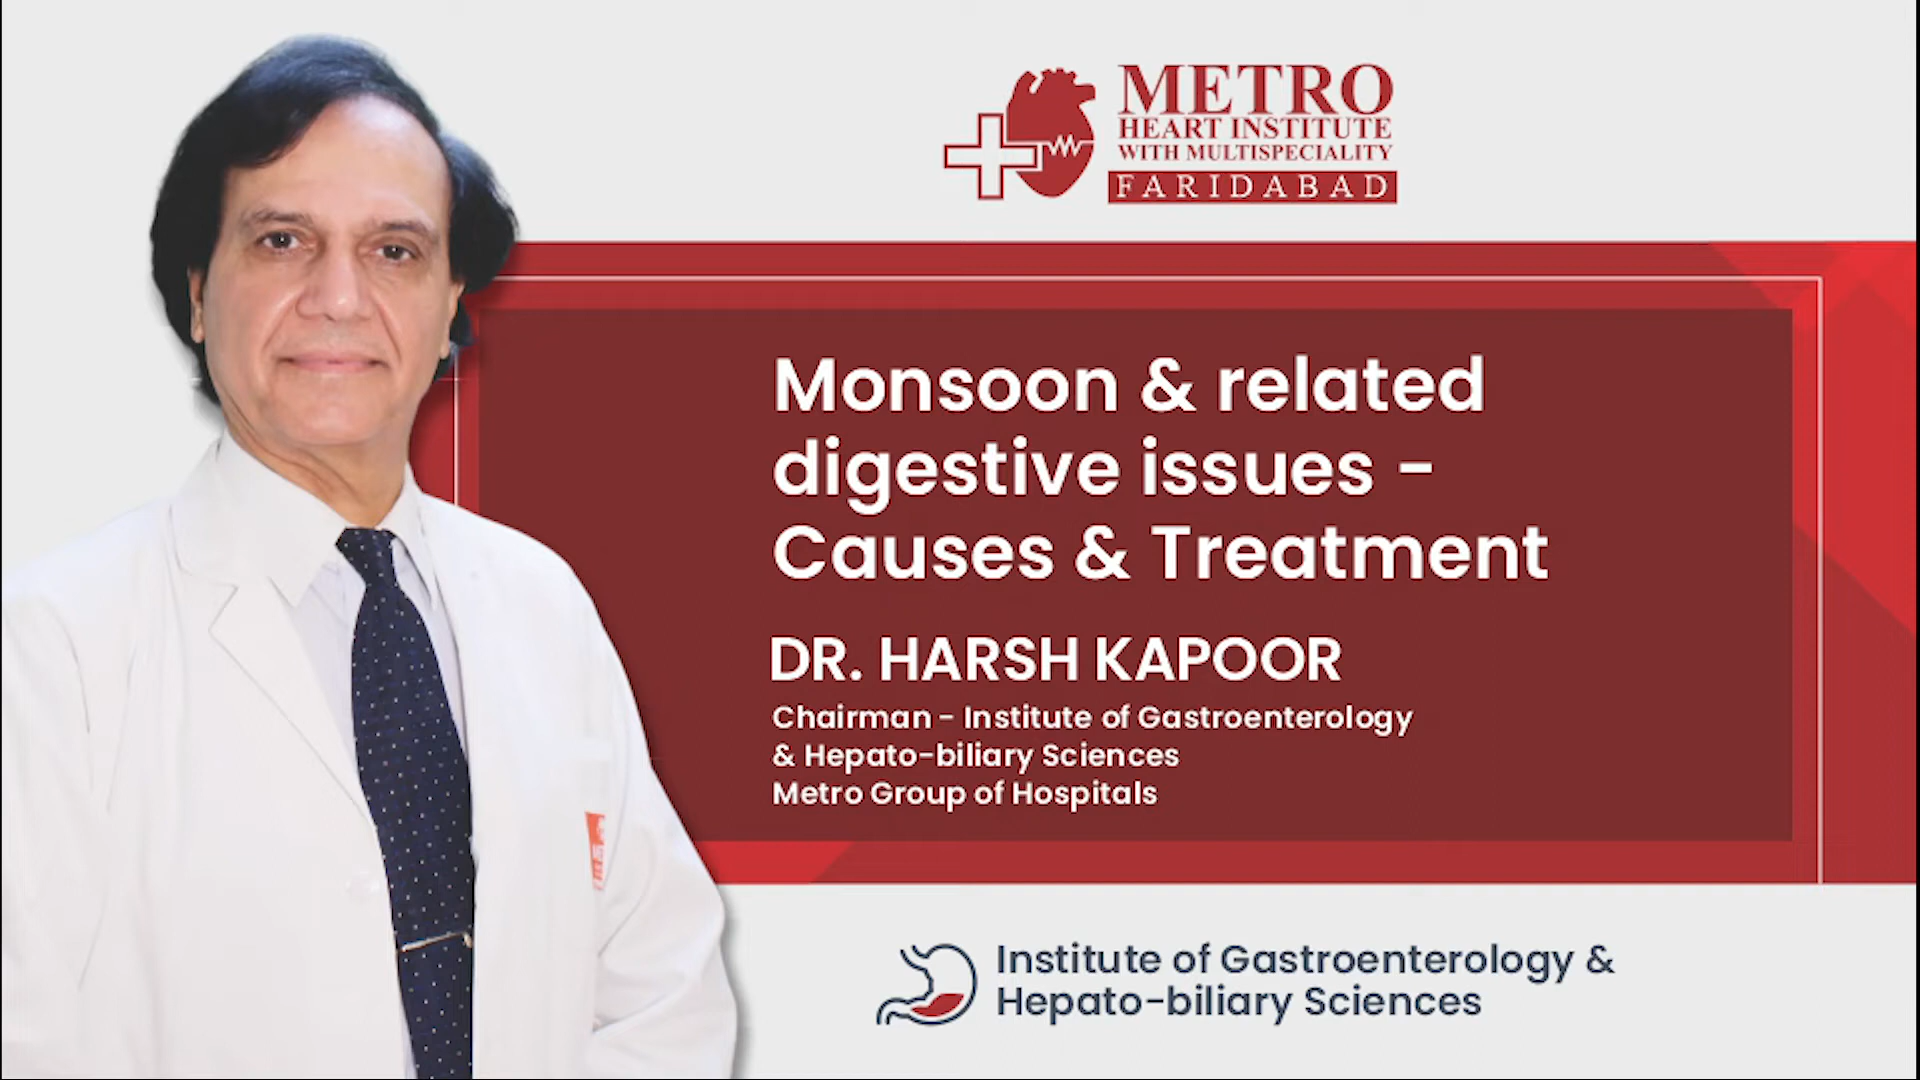 METRO
HEART INSTITUTE
WITH MULTISPECIALITY
FARIDABAD
Monsoon & related
digestive issues -
Causes & Treatment
DR. HARSH KAPOOR
Chairman - Institute of Gastroenterology
& Hepato-biliary Sciences
Metro Group of Hospitals
Institute of Gastroenterology &
Hepato-biliary Sciences